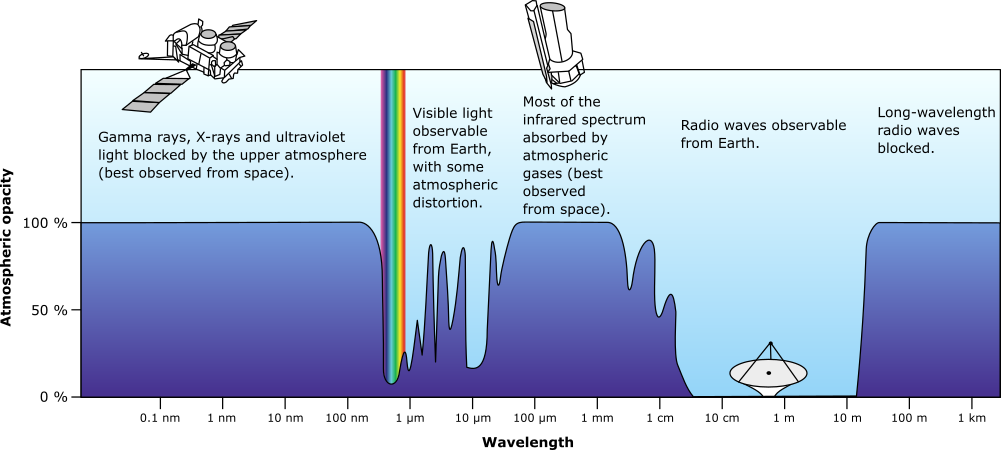 Gamma rays, X-rays and ultraviolet
light blocked by the upper atmosphere
(best observed from space).
Visible light
observable
from Earth,
with some
atmospheric
distortion.
Most of the
infrared spectrum
absorbed by
atmospheric
gases (best
observed
from space).
Radio waves observable
from Earth.
Long-wavelength
radio waves
blocked.
Atmospheric opacity
100 %
50 %
0 %
0.1 nm
1 nm
10 nm
100 nm
1 μm
10 μm
100 μm
1 mm
1 cm
10 cm
1 m
10 m
100 m
1 km
Wavelength